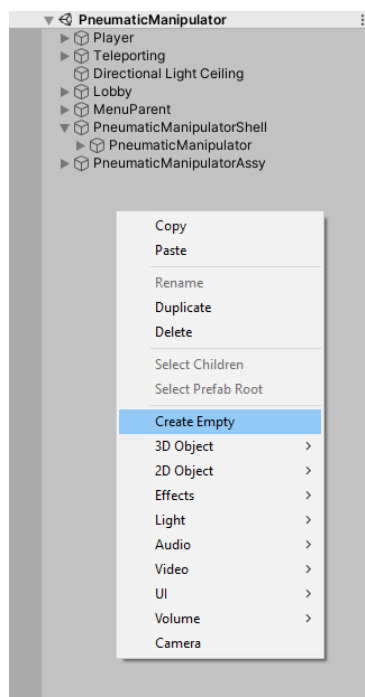 PneumaticManipulator
Player
Teleporting
Directional Light Ceiling
Lobby
MenuParent
PneumaticManipulatorShell
PneumaticManipulator
PneumaticManipulatorAssy
Copy
Paste
Rename
Duplicate
Delete
Select Children
Select Prefab Root
Create Empty
3D Object
2D Object
Effects
Light
Audio
Video
UI
Volume
Camera